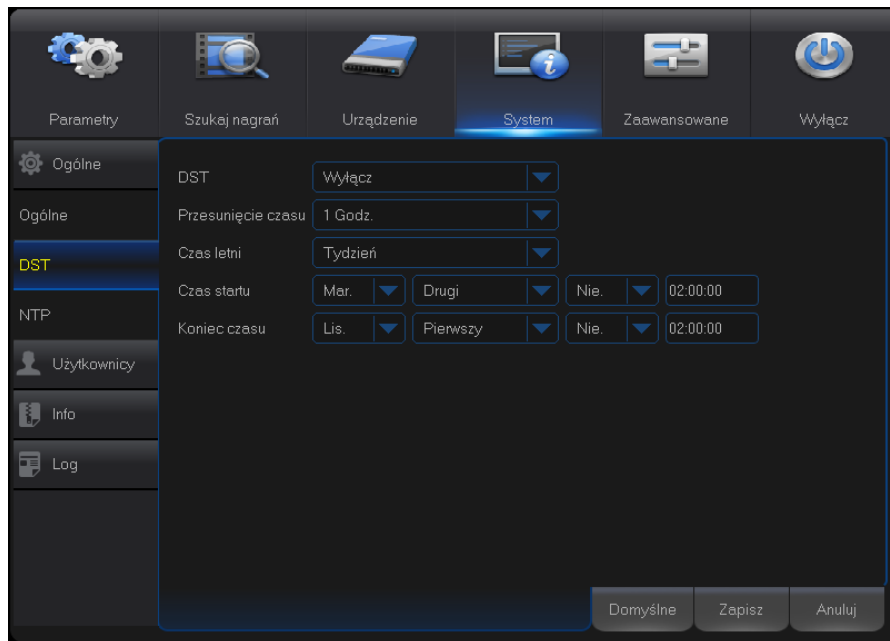 Parametry Szukaj nagrań Urządzenie System Zaawansowane Wyłącz
Ogólne
Ogólne
DST
NTP
Użytkownicy
Info
Log
DST Wyłącz
Przesunięcie czasu 1 Godz.
Czas letni Tydzień
Czas startu Mar. Drugi Nie. 02:00:00
Koniec czasu Lis. Pierwszy Nie. 02:00:00
Domyślne Zapisz Anuluj